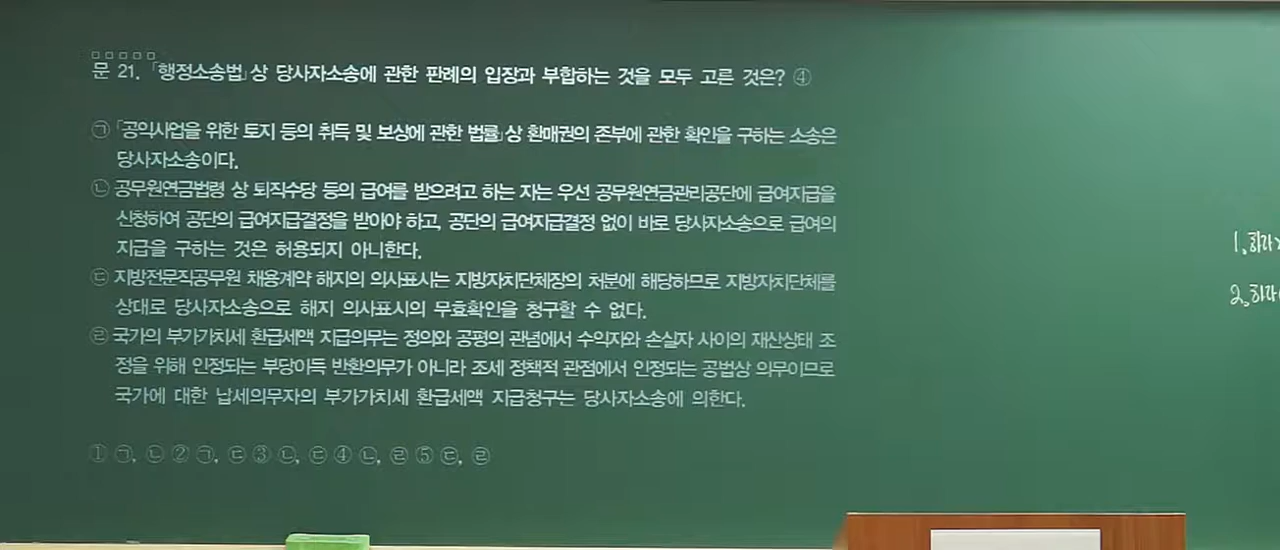 문 21. 「행정소송법」상 당사자소송에 관한 판례의 입장과 부합하는 것을 모두 고른 것은? ④
㉠ 「공익사업을 위한 토지 등의 취득 및 보상에 관한 법률」상 환매권의 존부에 관한 확인을 구하는 소송은
당사자소송이다.
㉡ 공무원연금법령 상 퇴직수당 등의 급여를 받으려고 하는 자는 우선 공무원연금관리공단에 급여지급을
신청하여 공단의 급여지급결정을 받아야 하고, 공단의 급여지급결정 없이 바로 당사자소송으로 급여의
지급을 구하는 것은 허용되지 아니한다.
㉢ 지방전문직공무원 채용계약 해지의 의사표시는 지방자치단체장의 처분에 해당하므로 지방자치단체를
상대로 당사자소송으로 해지 의사표시의 무효확인을 청구할 수 없다.
㉣ 국가의 부가가치세 환급세액 지급의무는 정의와 공평의 관념에서 수익자와 손실자 사이의 재산상태 조
정을 위해 인정되는 부당이득 반환의무가 아니라 조세 정책적 관점에서 인정되는 공법상 의무이므로
국가에 대한 납세의무자의 부가가치세 환급세액 지급청구는 당사자소송에 의한다.
① ㉠, ㉡ ② ㉠, ㉢ ③ ㉡, ㉢ ④ ㉡, ㉣ ⑤ ㉢, ㉣
1.
2.